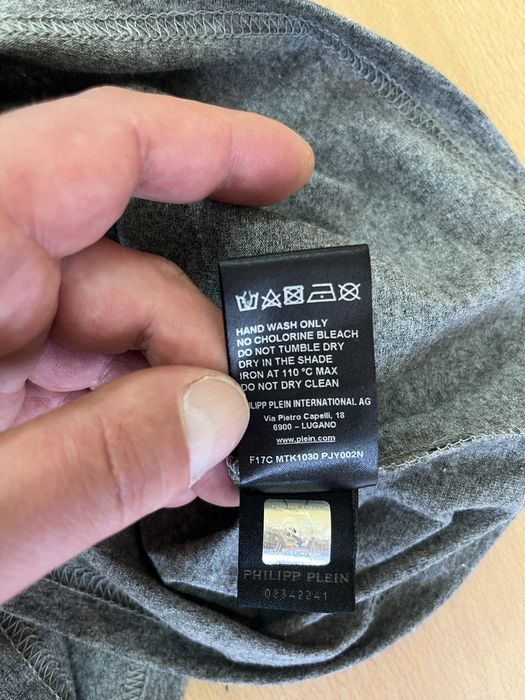 HAND WASH ONLY
NO CHOLORINE BLEACH
DO NOT TUMBLE DRY
DRY IN THE SHADE
IRON AT 110 °C MAX
DO NOT DRY CLEAN
ILIPP PLEIN INTERNATIONAL AG
Via Pietro Capelli, 18
6900 – LUGANO
www.plein.com
F17C MTK1030 PJY002N
PHILIPP PLEIN
02342241